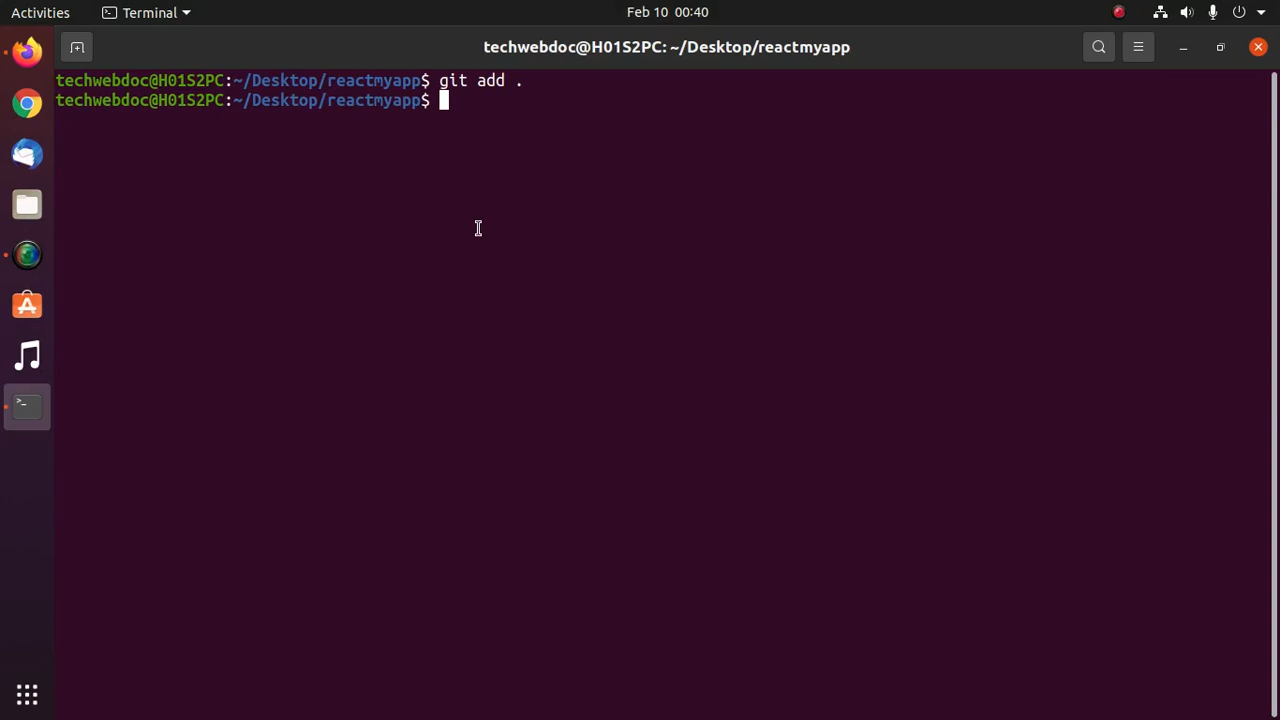 Activities Terminal Feb 10 00:40
techwebdoc@H01S2PC: ~/Desktop/reactmyapp
techwebdoc@H01S2PC:~/Desktop/reactmyapp$ git add .
techwebdoc@H01S2PC:~/Desktop/reactmyapp$